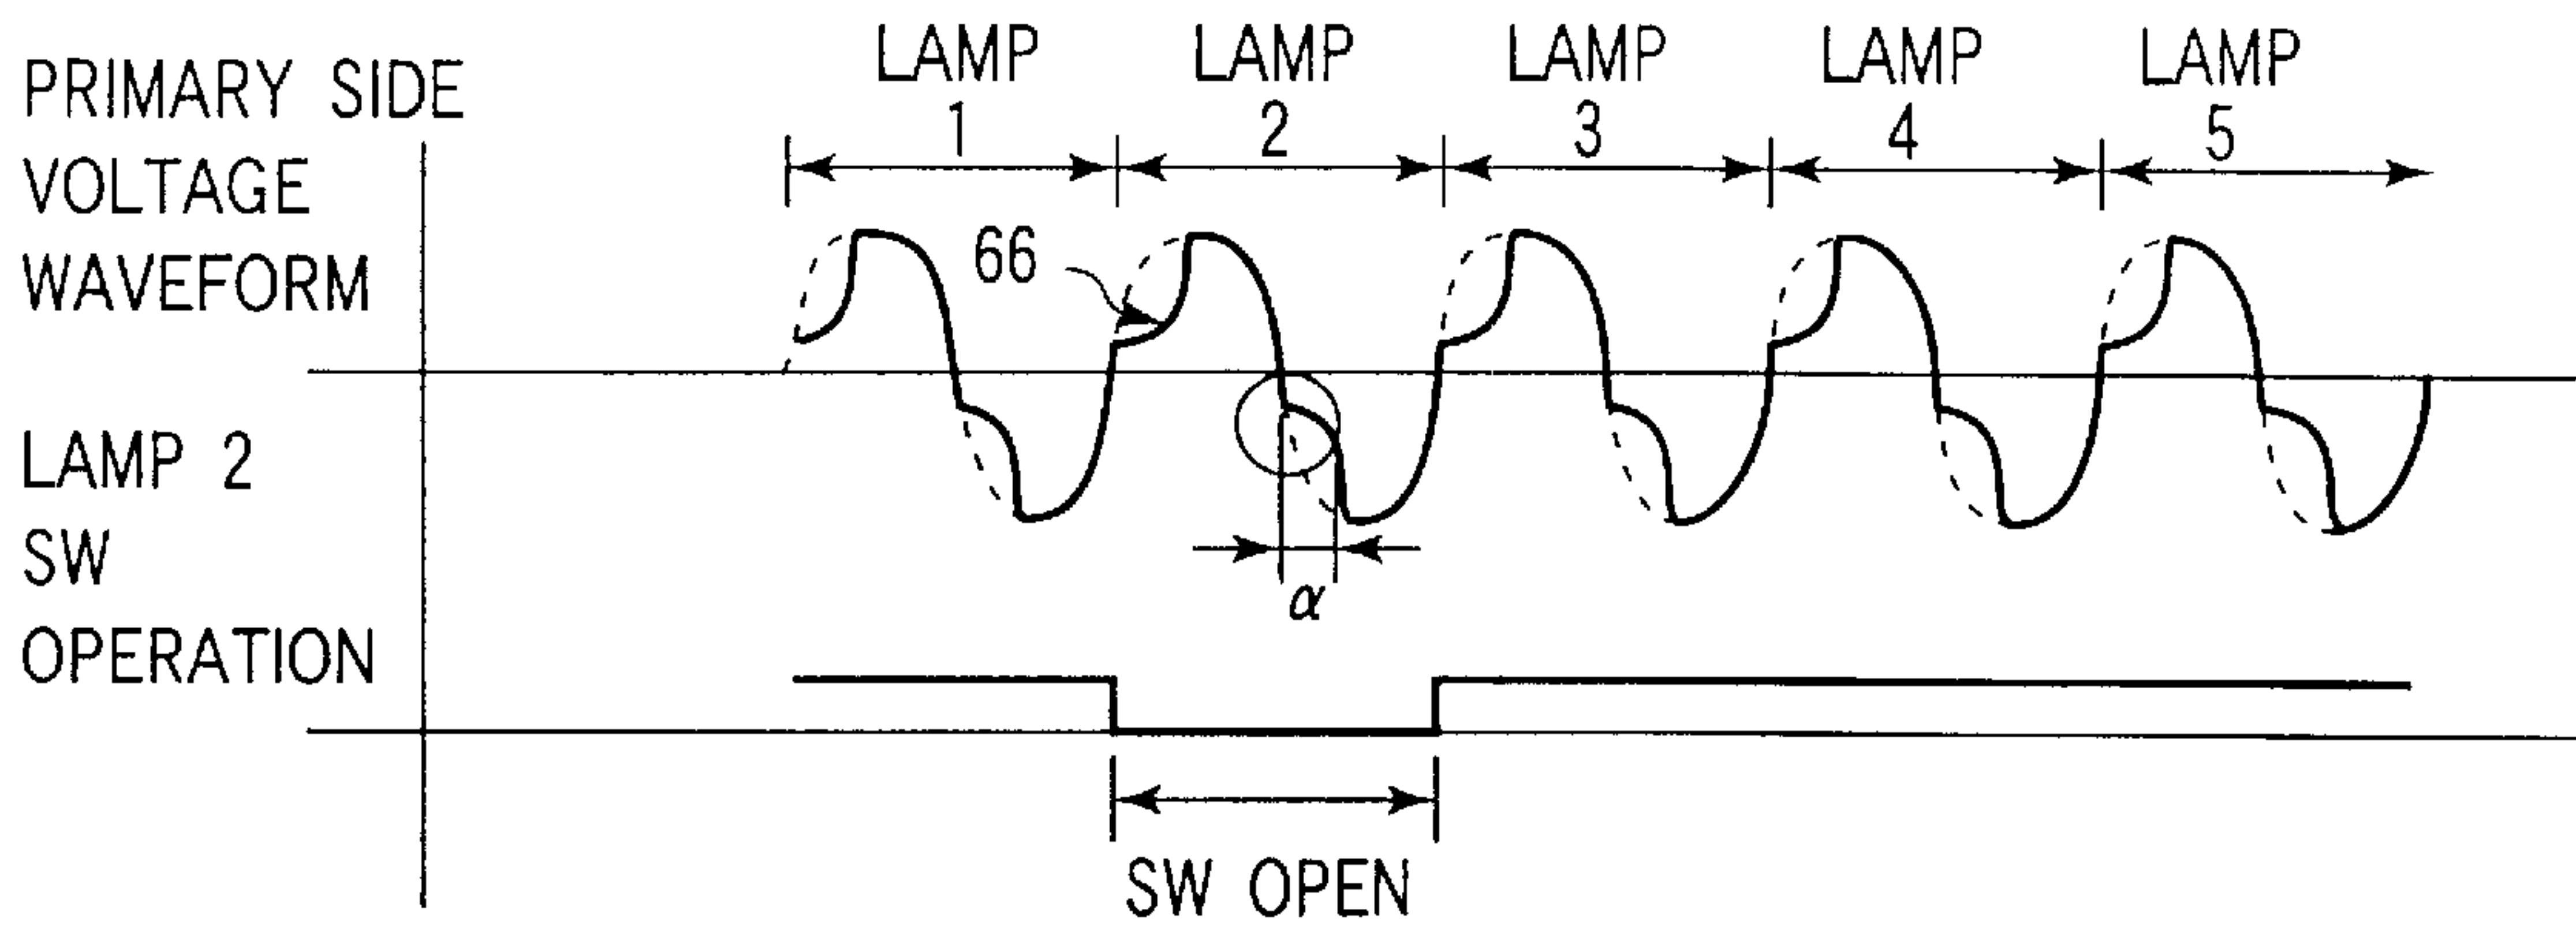 PRIMARY SIDE
VOLTAGE
WAVEFORM
LAMP
1
LAMP
2
LAMP
3
LAMP
4
LAMP
5
66
α
LAMP 2
SW
OPERATION
SW OPEN